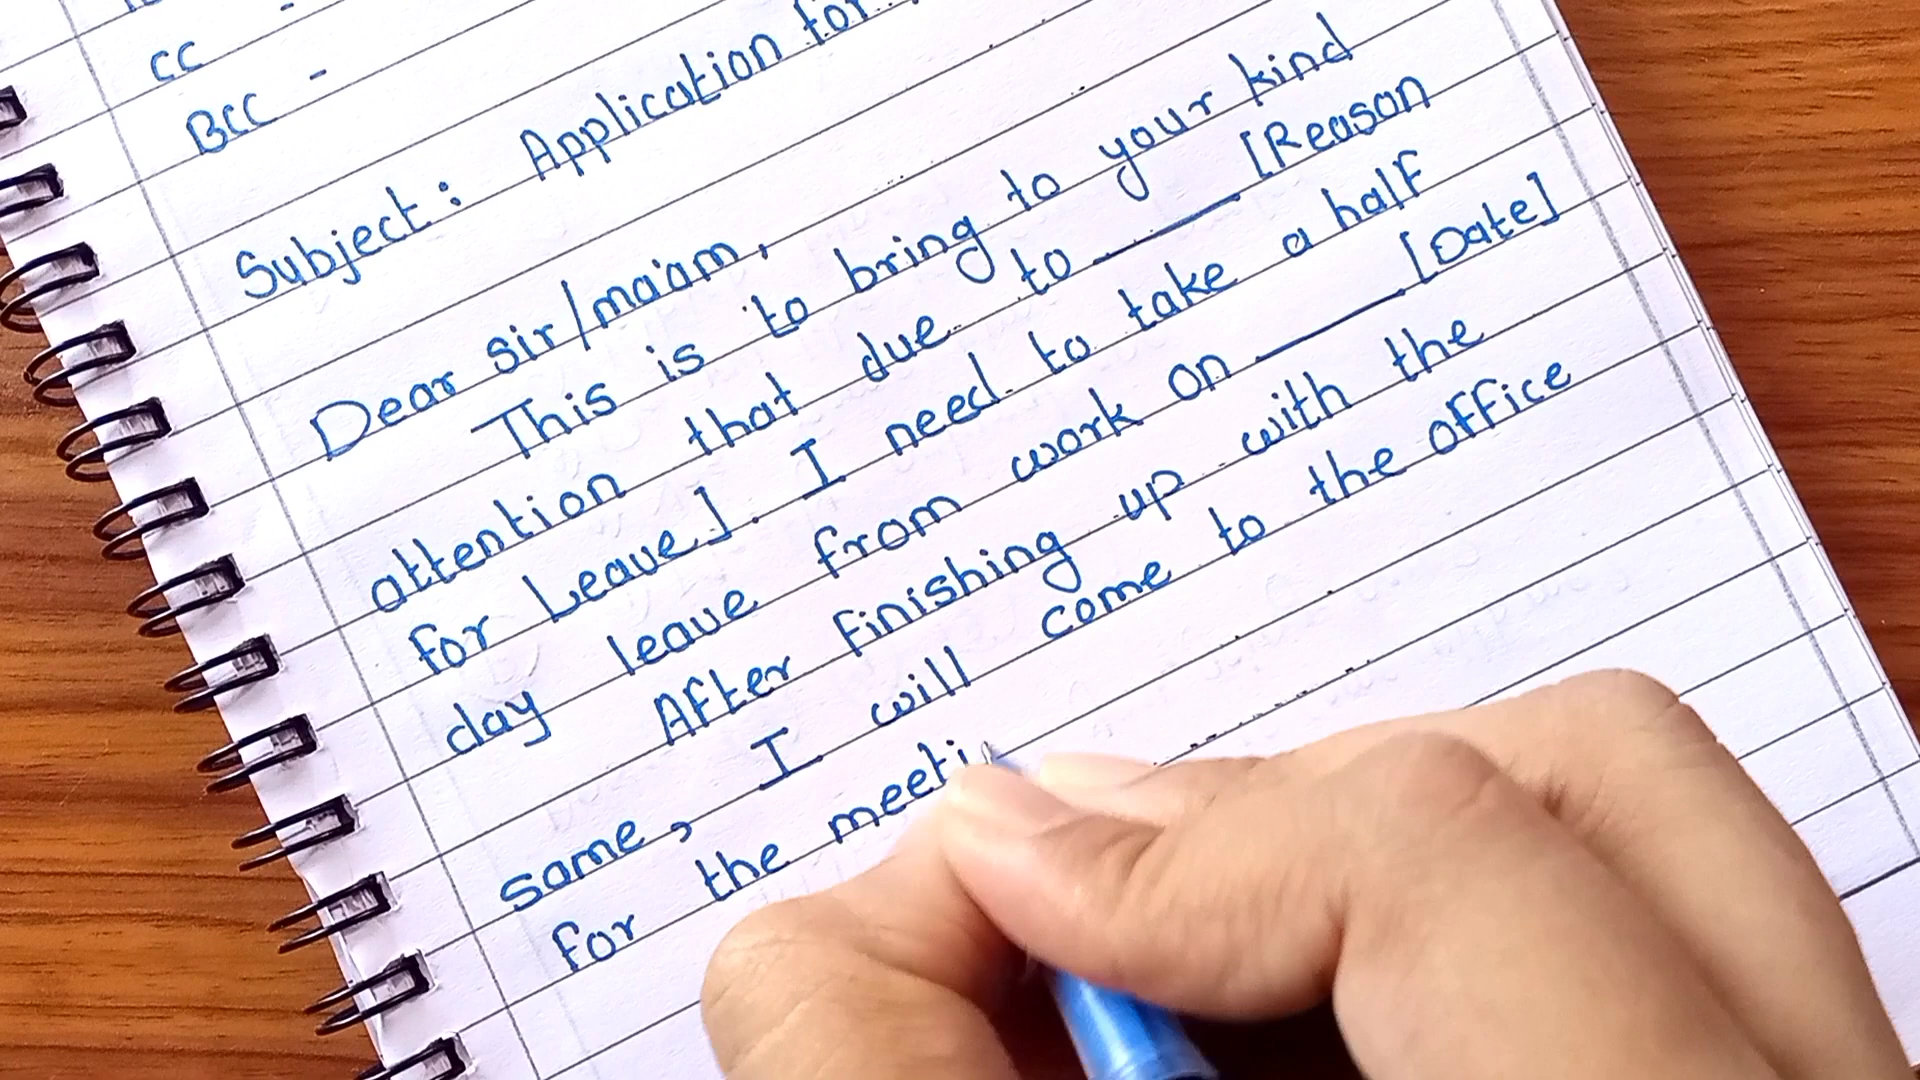 CC -
BCC -
Subject: Application for
Dear sir/ma'am,
This is to bring to your kind
attention that due to ____ [Reason
for Leave]. I need to take a half
day leave from work on ____ [Date]
After finishing up with the
same, I will come to the office
for the meeti